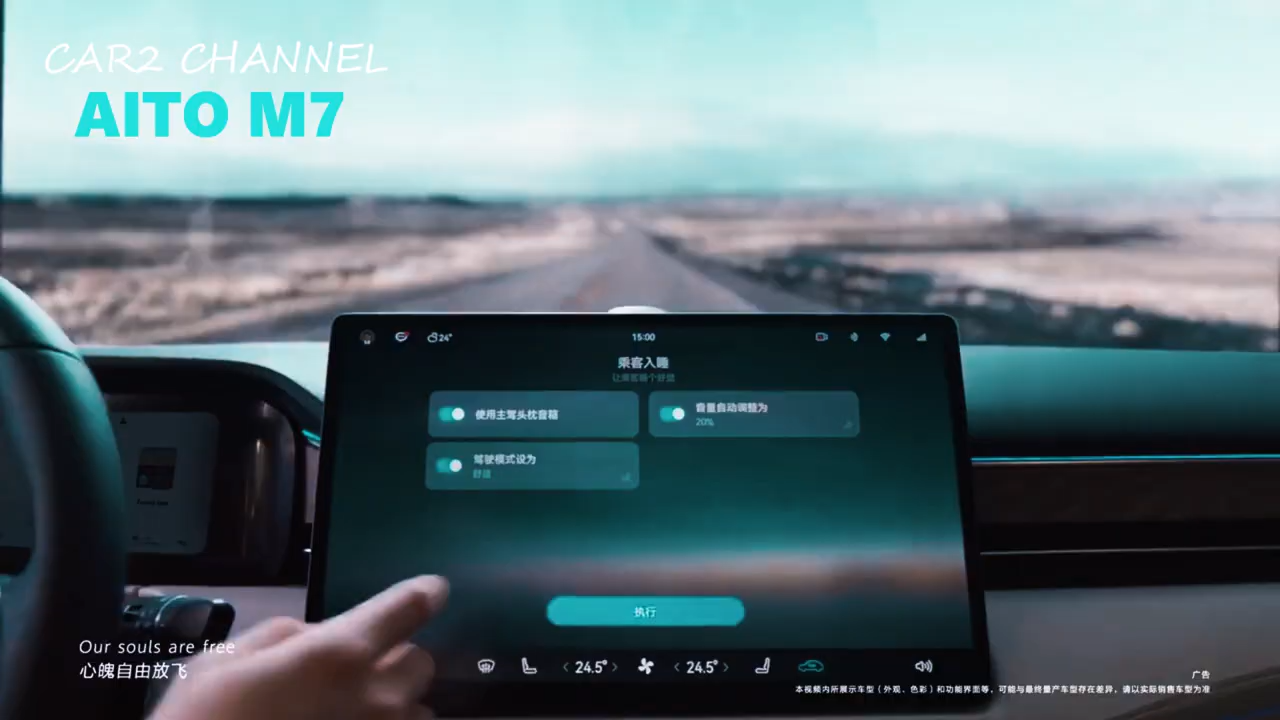 CAR2 CHANNEL
AITO M7
24°
15:00
乘客入睡
使用主驾头枕音箱
音量自动调整为
20%
驾驶模式设为
舒适
执行
24.5°
24.5°
Our souls are free
心魄自由放飞
广告
本视频内所展示车型（外观、色彩）和功能界面等，可能与最终量产车型存在差异，请以实际销售车型为准